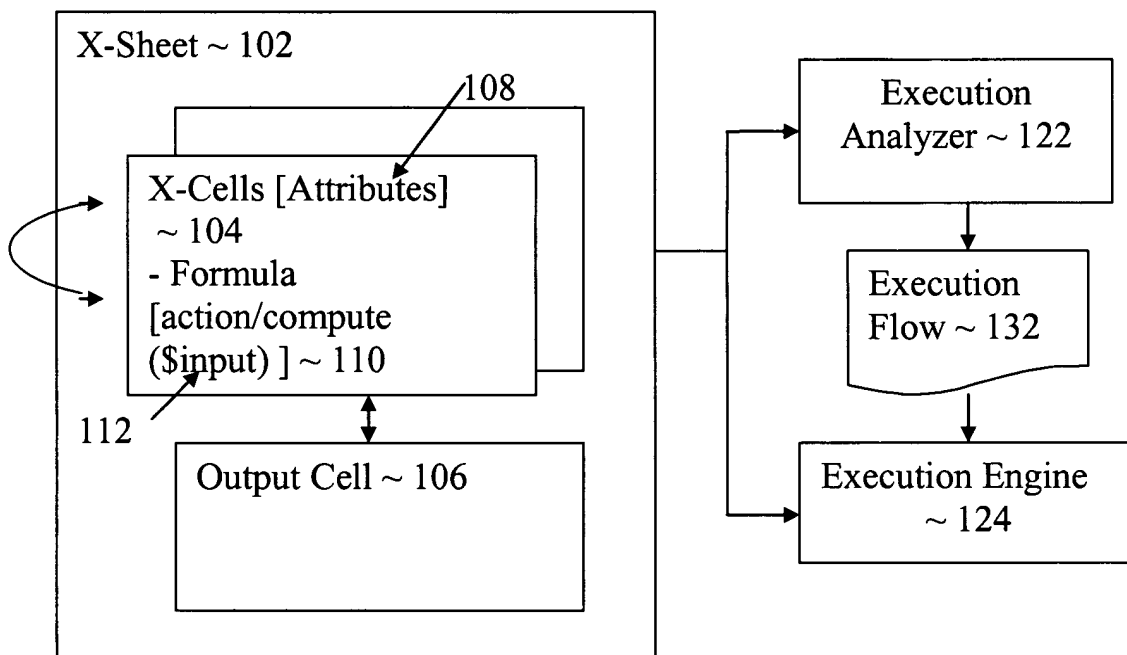 X-Sheet ~ 102
108
X-Cells [Attributes]
~ 104
- Formula
[action/compute
($input) ] ~ 110
112
Output Cell ~ 106
Execution
Analyzer ~ 122
Execution
Flow ~ 132
Execution Engine
~ 124